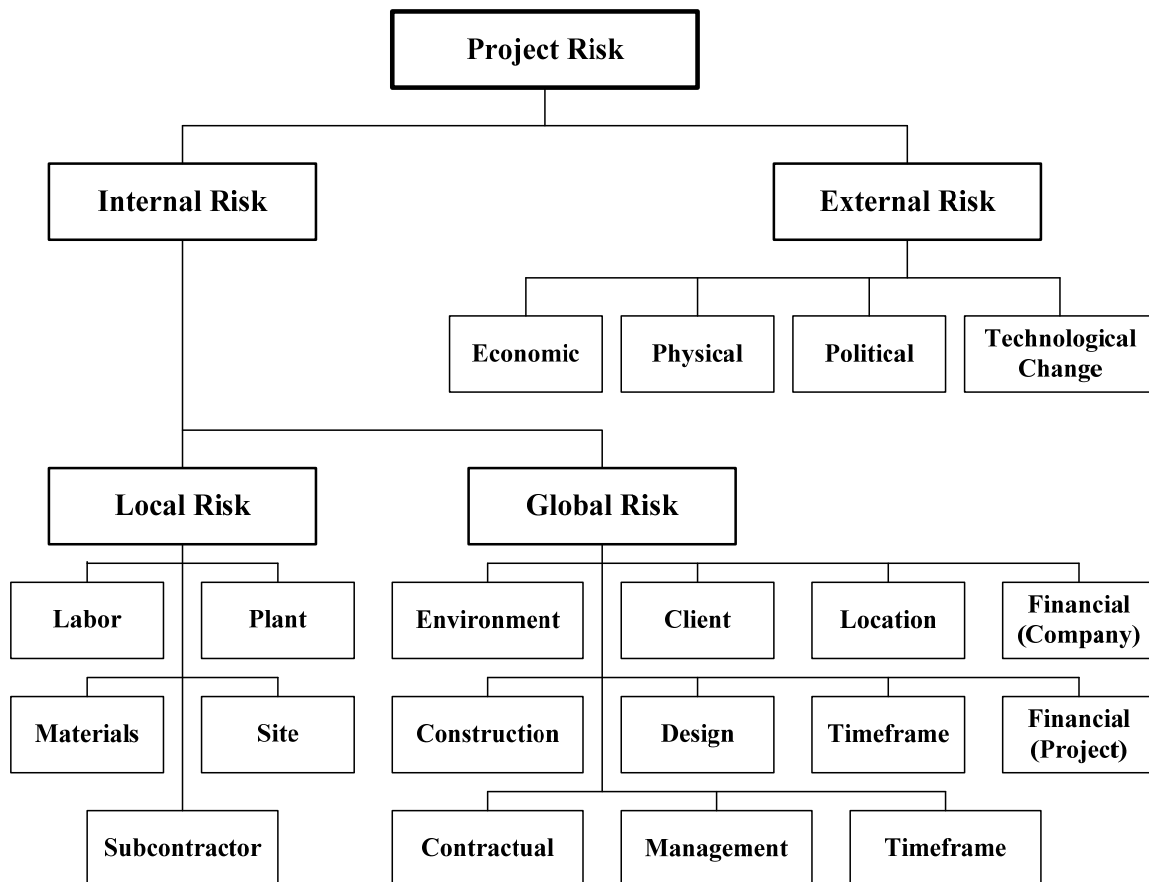 Project Risk
Internal Risk
External Risk
Economic
Physical
Political
Technological
Change
Local Risk
Global Risk
Labor
Plant
Environment
Client
Location
Financial
(Company)
Materials
Site
Construction
Design
Timeframe
Financial
(Project)
Subcontractor
Contractual
Management
Timeframe